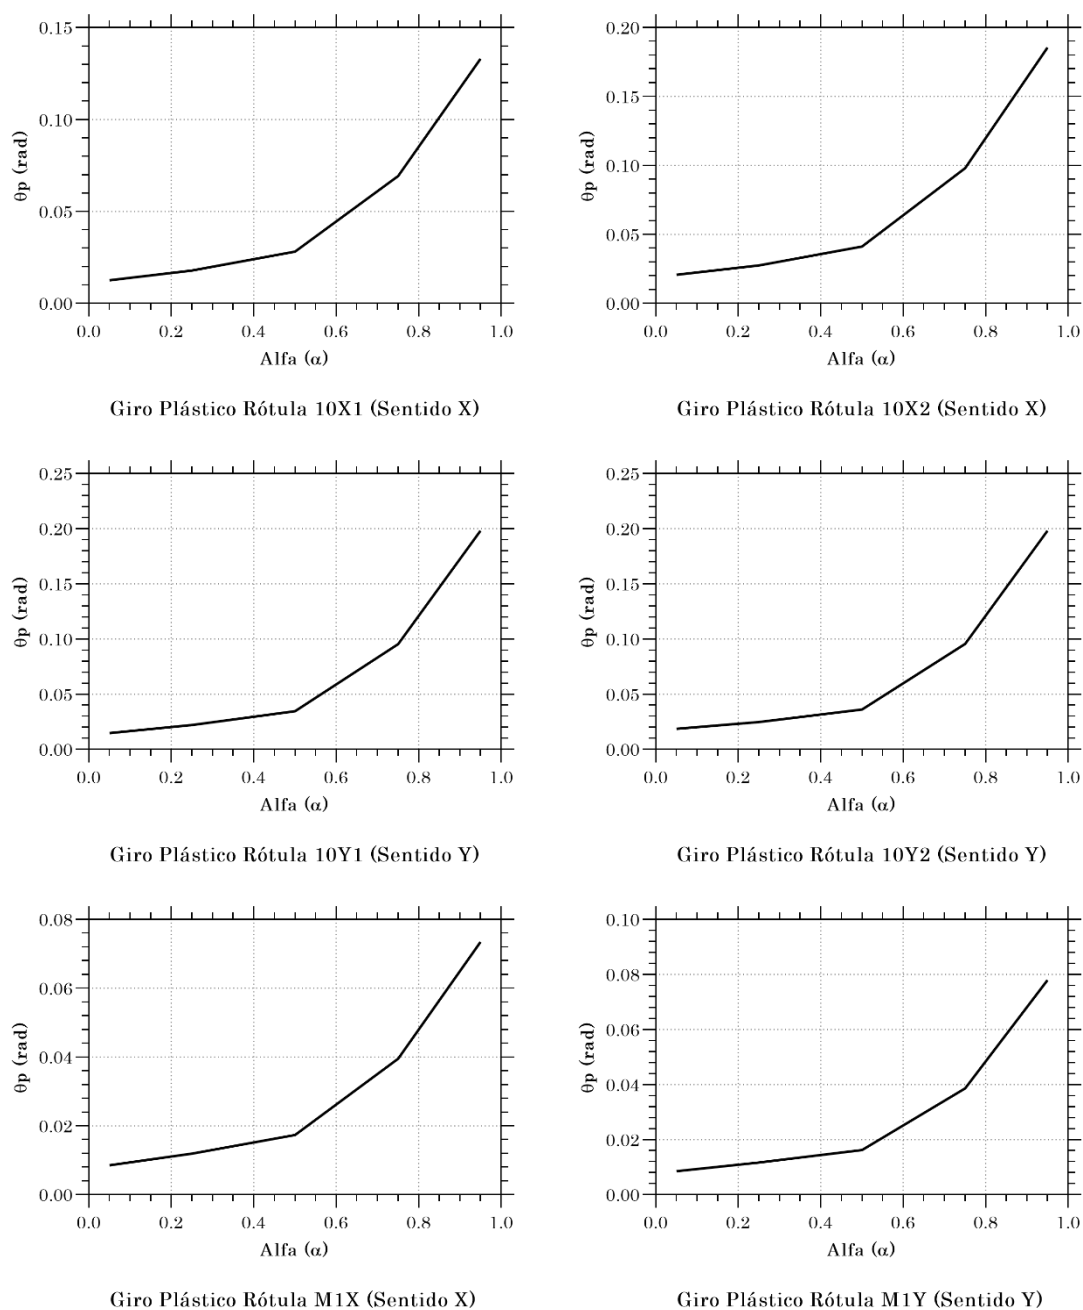 0.15
0.10
0.05
0.00
θp (rad)
0.0 0.2 0.4 0.6 0.8 1.0
Alfa (α)
Giro Plástico Rótula 10X1 (Sentido X)
0.20
0.15
0.10
0.05
0.00
θp (rad)
0.0 0.2 0.4 0.6 0.8 1.0
Alfa (α)
Giro Plástico Rótula 10X2 (Sentido X)
0.25
0.20
0.15
0.10
0.05
0.00
θp (rad)
0.0 0.2 0.4 0.6 0.8 1.0
Alfa (α)
Giro Plástico Rótula 10Y1 (Sentido Y)
0.25
0.20
0.15
0.10
0.05
0.00
θp (rad)
0.0 0.2 0.4 0.6 0.8 1.0
Alfa (α)
Giro Plástico Rótula 10Y2 (Sentido Y)
0.08
0.06
0.04
0.02
0.00
θp (rad)
0.0 0.2 0.4 0.6 0.8 1.0
Alfa (α)
Giro Plástico Rótula M1X (Sentido X)
0.10
0.08
0.06
0.04
0.02
0.00
θp (rad)
0.0 0.2 0.4 0.6 0.8 1.0
Alfa (α)
Giro Plástico Rótula M1Y (Sentido Y)